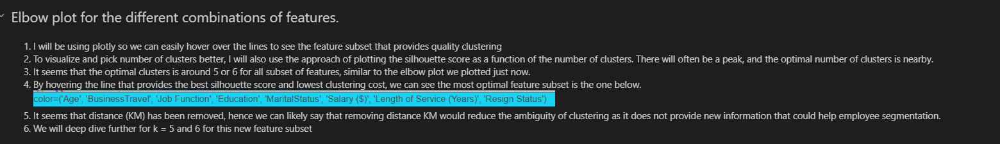 Elbow plot for the different combinations of features.
1. I will be using plotly so we can easily hover over the lines to see the feature subset that provides quality clustering
2. To visualize and pick number of clusters better, I will also use the approach of plotting the silhouette score as a function of the number of clusters. There will often be a peak, and the optimal number of clusters is nearby.
3. It seems that the optimal clusters is around 5 or 6 for all subset of features, similar to the elbow plot we plotted just now.
4. By hovering the line that provides the best silhouette score and lowest clustering cost, we can see the most optimal feature subset is the one below.
color=('Age', 'BusinessTravel', 'Job Function', 'Education', 'MaritalStatus', 'Salary ($)', 'Length of Service (Years)', 'Resign Status')
5. It seems that distance (KM) has been removed, hence we can likely say that removing distance KM would reduce the ambiguity of clustering as it does not provide new information that could help employee segmentation.
6. We will deep dive further for k = 5 and 6 for this new feature subset